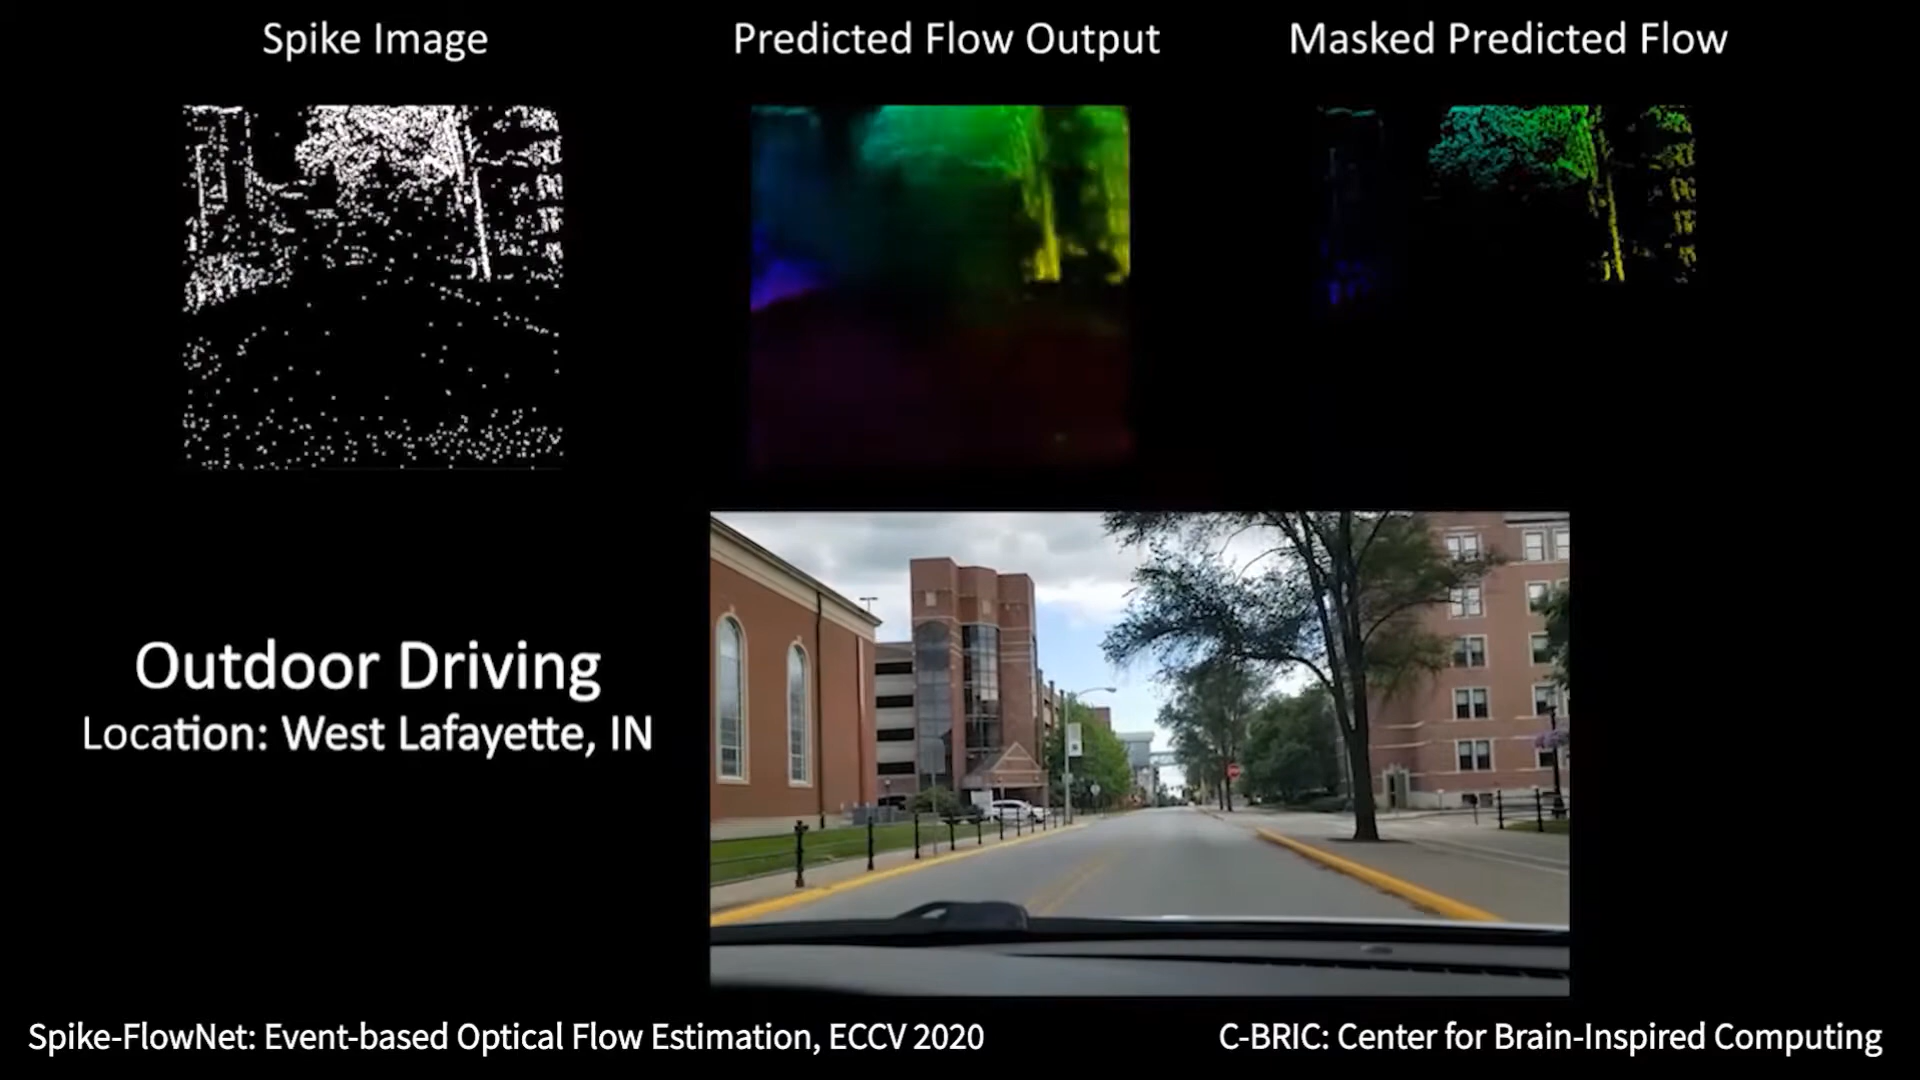 Spike Image
Predicted Flow Output
Masked Predicted Flow
Outdoor Driving
Location: West Lafayette, IN
Spike-FlowNet: Event-based Optical Flow Estimation, ECCV 2020
C-BRIC: Center for Brain-Inspired Computing